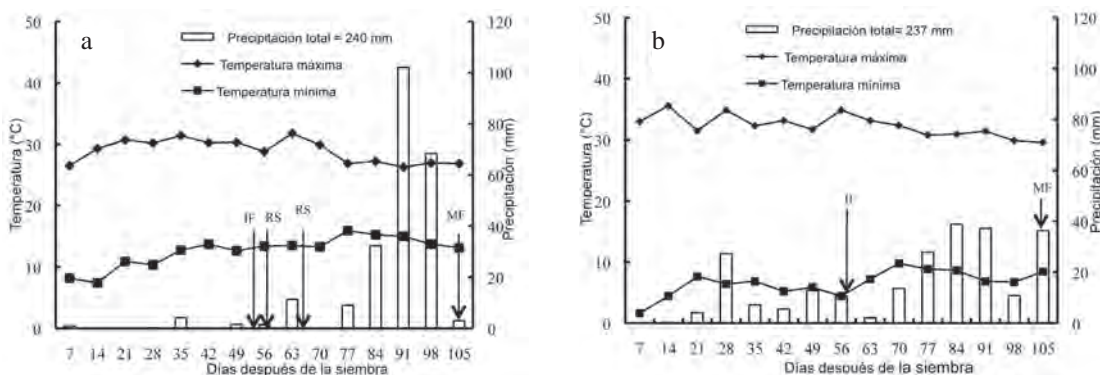 a
Precipitación total = 240 mm
Temperatura máxima
Temperatura mínima
Temperatura (°C)
50
40
30
20
10
0
Precipitación (mm)
120
100
80
60
40
20
0
IF RS RS MF
7 14 21 28 35 42 49 56 63 70 77 84 91 98 105
Días después de la siembra
b
Precipitación total= 237 mm
Temperatura máxima
Temperatura mínima
Temperatura (°C)
50
40
30
20
10
0
Precipitación (mm)
120
100
80
60
40
20
0
IF MF
7 14 21 28 35 42 49 56 63 70 77 84 91 98 105
Días después de la siembra